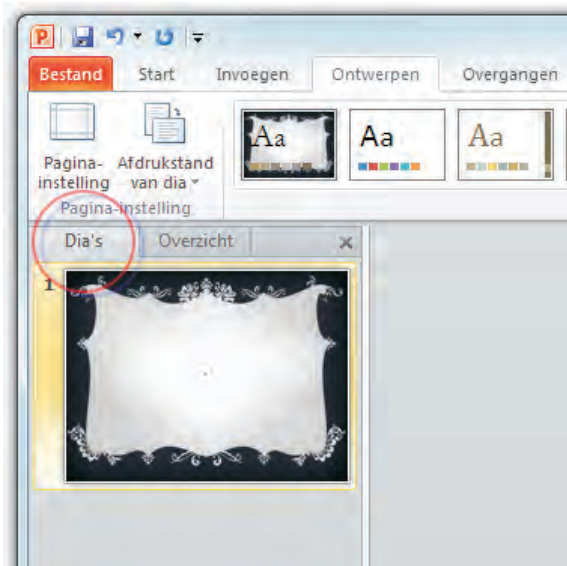 P
Bestand Start Invoegen Ontwerpen Overgangen
Aa Aa Aa
Pagina- Afdrukstand
instelling van dia
Pagina-instelling
Dia's Overzicht
1